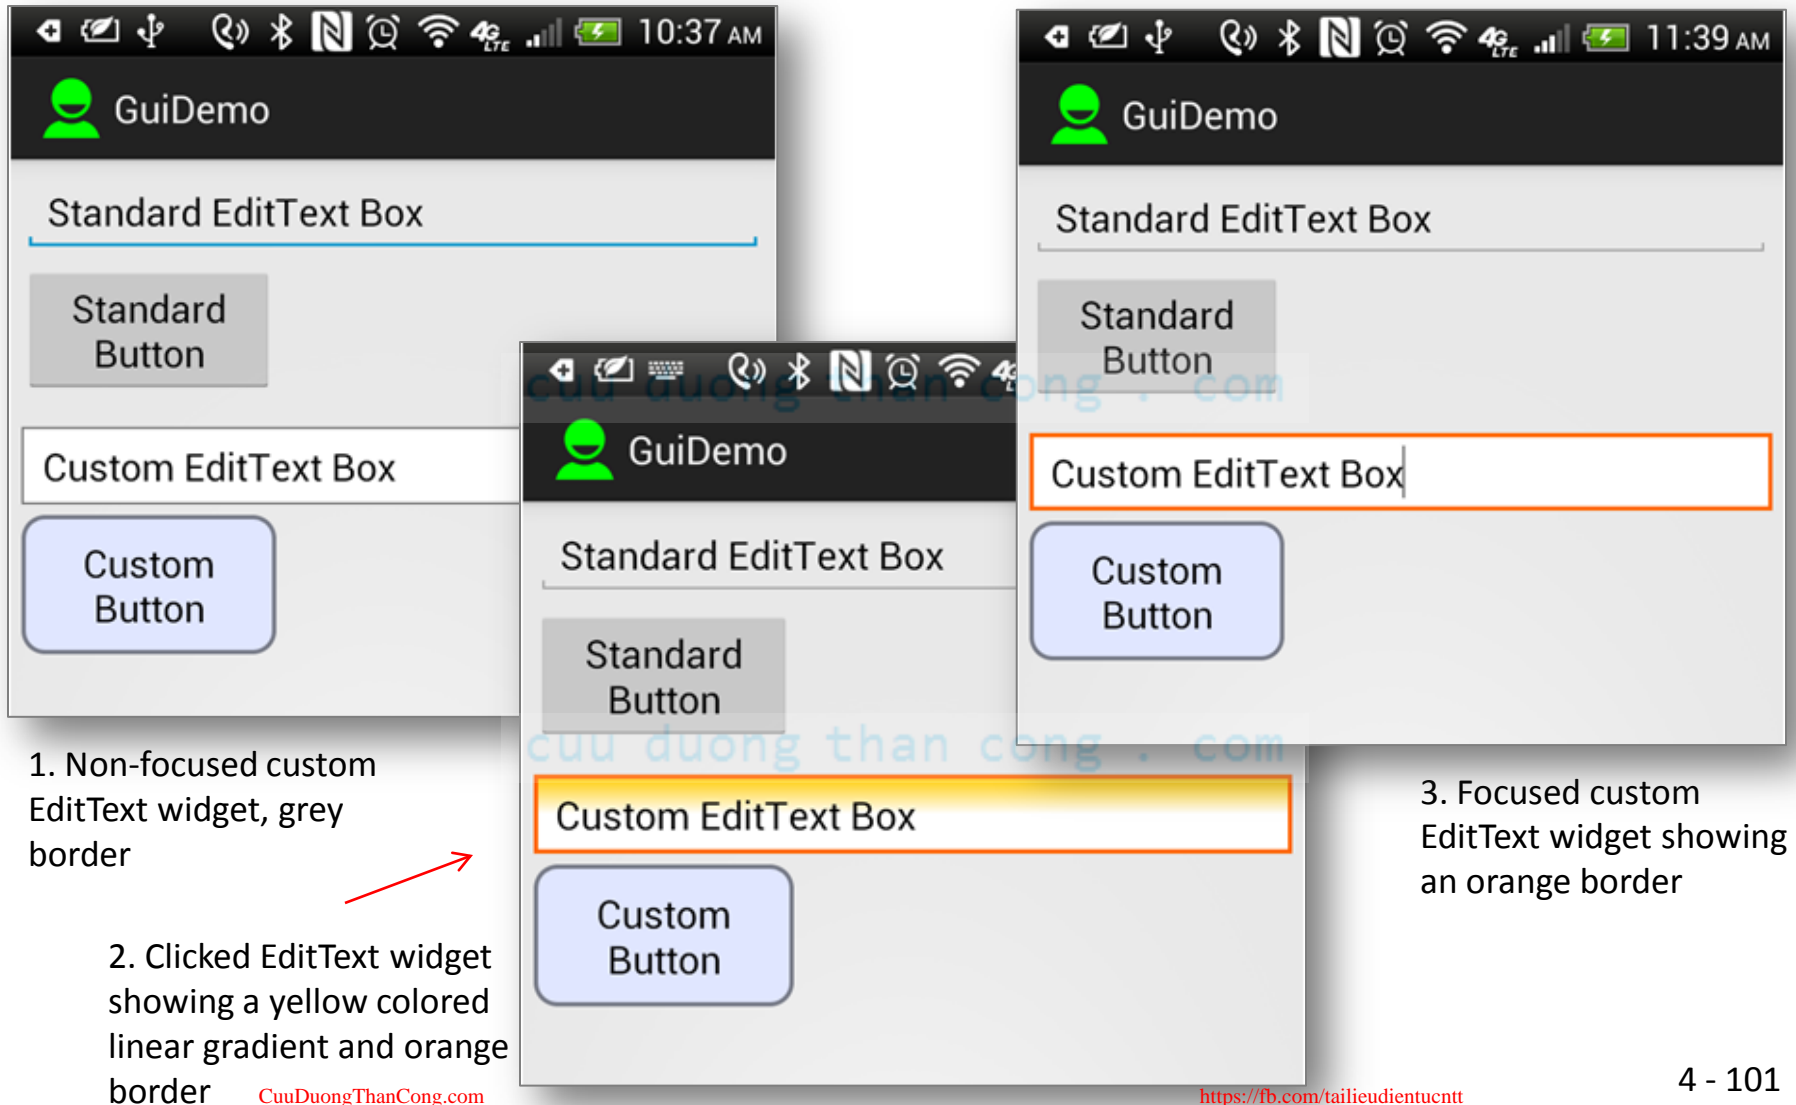 10:37 AM
GuiDemo
Standard EditText Box
Standard
Button
Custom EditText Box
Custom
Button
1. Non-focused custom
EditText widget, grey
border
GuiDemo
Standard EditText Box
Standard
Button
Custom EditText Box
Custom
Button
2. Clicked EditText widget
showing a yellow colored
linear gradient and orange
border
4G LTE 11:39 AM
GuiDemo
Standard EditText Box
Standard
Button
Custom EditText Box
Custom
Button
3. Focused custom
EditText widget showing
an orange border
cuu duong than cong . com
cuu duong than cong . com
CuuDuongThanCong.com
https://fb.com/tailieudientucntt
4 - 101